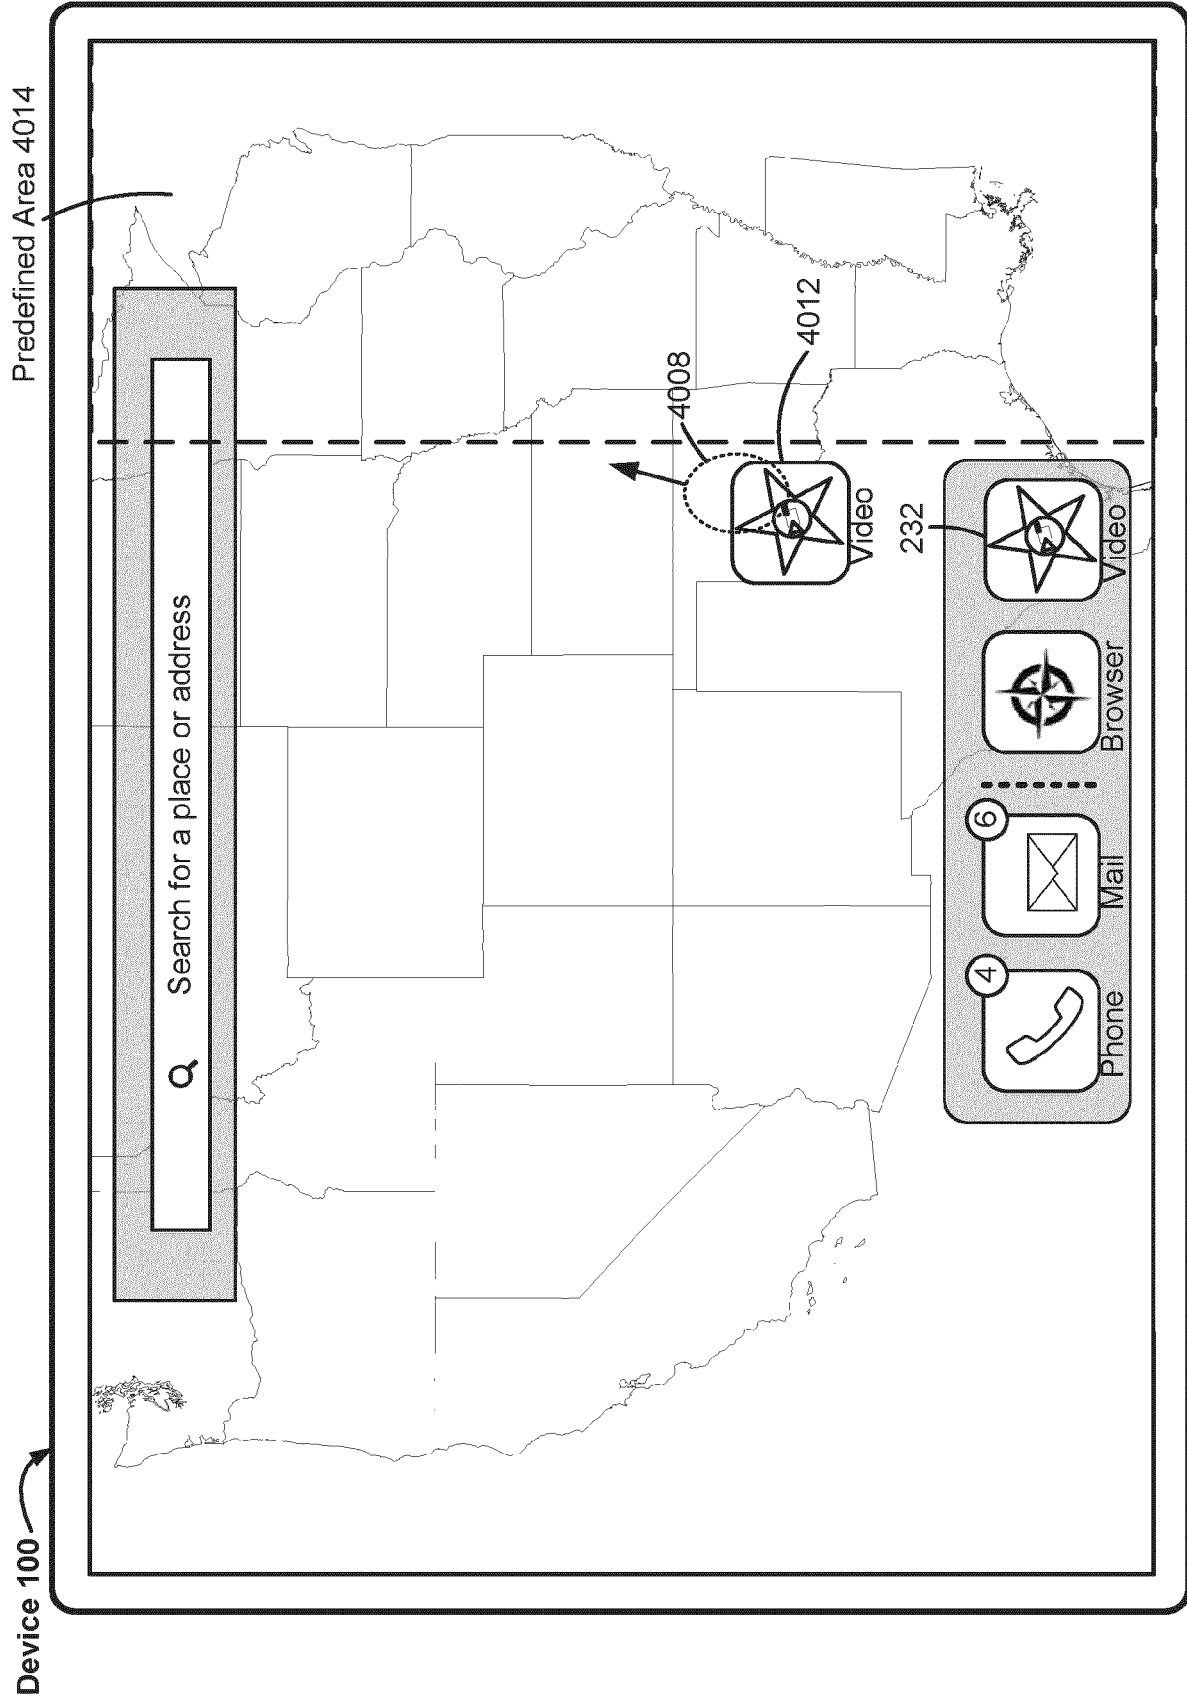 Device 100
Predefined Area 4014
Search for a place or address
4008
4012
Video
232
4
6
Phone
Mail
Browser
Video